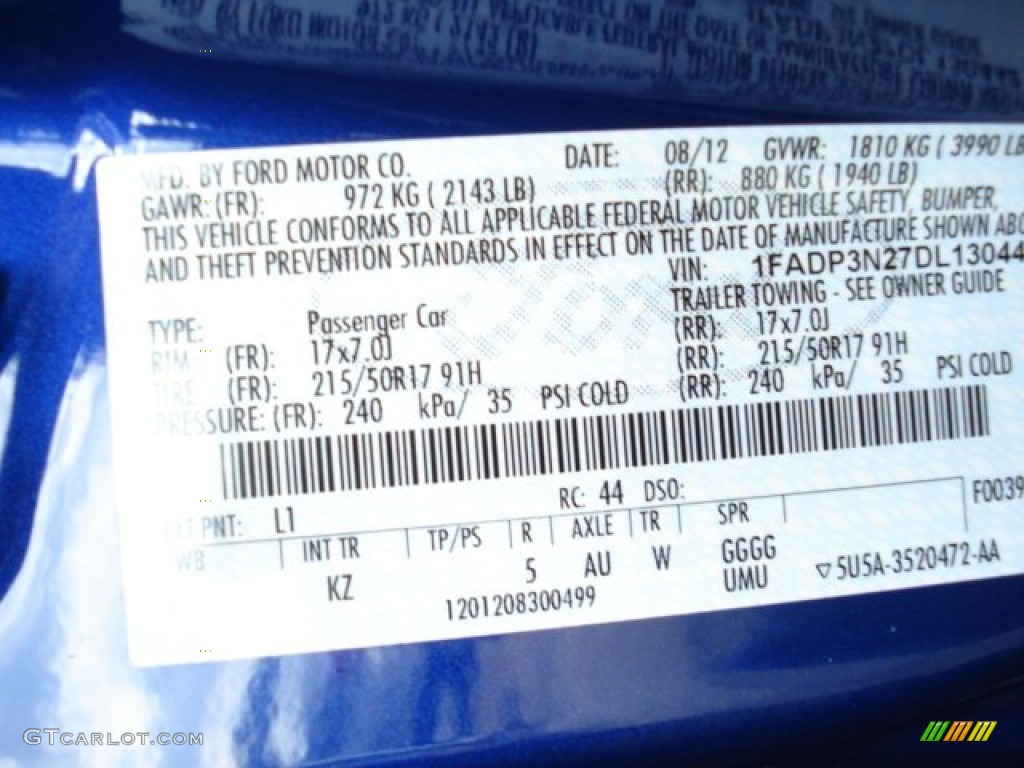 MFD. BY FORD MOTOR CO. DATE: 08/12 GVWR: 1810 KG ( 3990 LB
GAWR: (FR): 972 KG ( 2143 LB) (RR): 880 KG ( 1940 LB)
THIS VEHICLE CONFORMS TO ALL APPLICABLE FEDERAL MOTOR VEHICLE SAFETY, BUMPER,
AND THEFT PREVENTION STANDARDS IN EFFECT ON THE DATE OF MANUFACTURE SHOWN ABO
VIN: 1FADP3N27DL13044
TRAILER TOWING - SEE OWNER GUIDE
TYPE: Passenger Car
RIM (FR): 17x7.0J (RR): 17x7.0J
TIRE (FR): 215/50R17 91H (RR): 215/50R17 91H
PRESSURE: (FR): 240 kPa/ 35 PSI COLD (RR): 240 kPa/ 35 PSI COLD
EXT PNT: L1 RC: 44 DSO: F0039
WB INT TR TP/PS R AXLE TR SPR
KZ 5 AU W GGGG
UMU
1201208300499 ▽5U5A-3520472-AA
GTCARLOT.COM